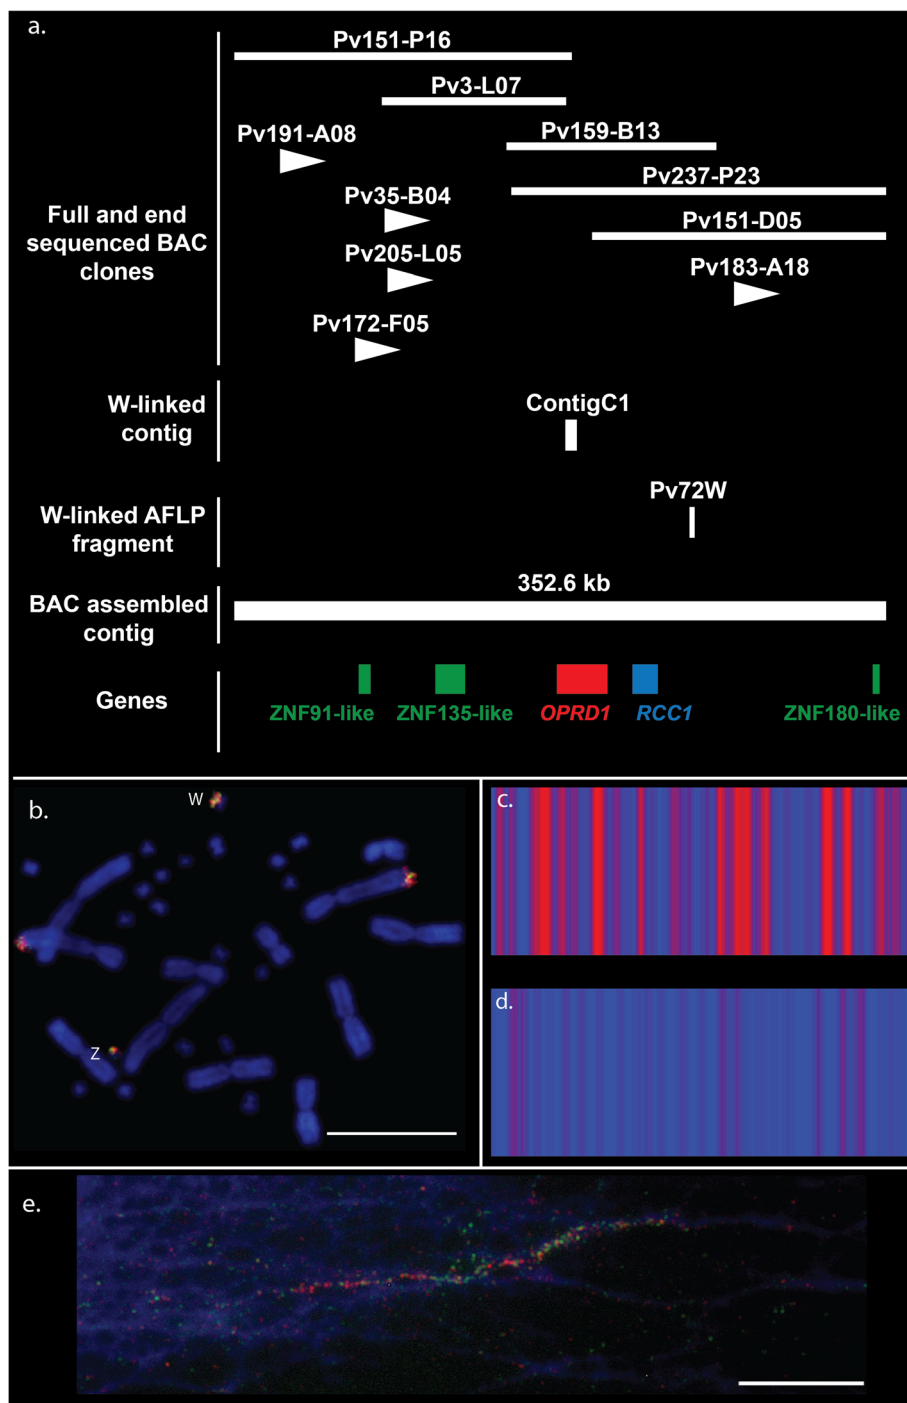 a.
Pv151-P16
Pv3-L07
Pv191-A08
Pv159-B13
Pv237-P23
Pv35-B04
Full and end
sequenced BAC
clones
Pv151-D05
Pv205-L05
Pv183-A18
Pv172-F05
W-linked
contig
ContigC1
Pv72W
W-linked AFLP
fragment
352.6 kb
BAC assembled
contig
Genes
ZNF91-like
ZNF135-like
OPRD1
RCC1
ZNF180-like
b.
W
Z
c.
d.
e.